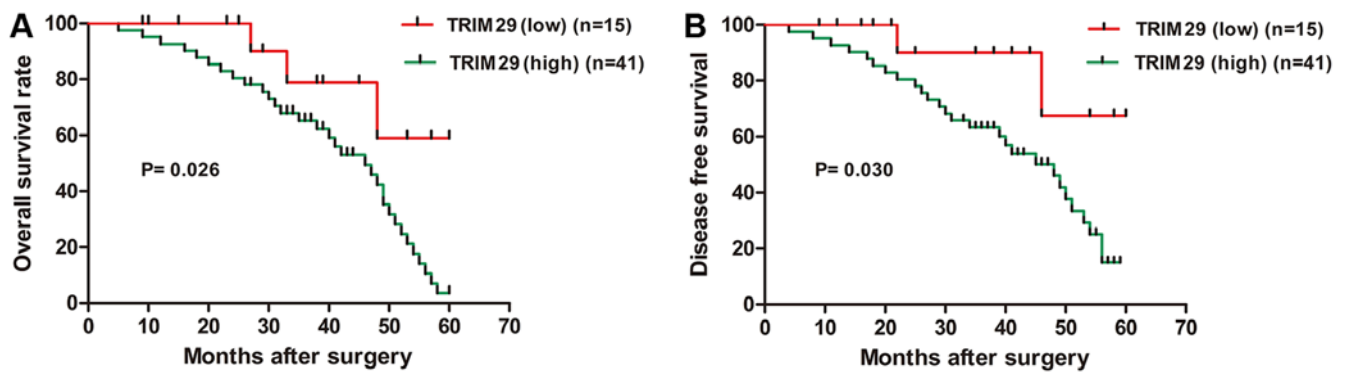 A
Overall survival rate
100
80
60
40
20
0
TRIM29 (low) (n=15)
TRIM29 (high) (n=41)
P= 0.026
0 10 20 30 40 50 60 70
Months after surgery
B
Disease free survival
100
80
60
40
20
0
TRIM29 (low) (n=15)
TRIM29 (high) (n=41)
P= 0.030
0 10 20 30 40 50 60 70
Months after surgery